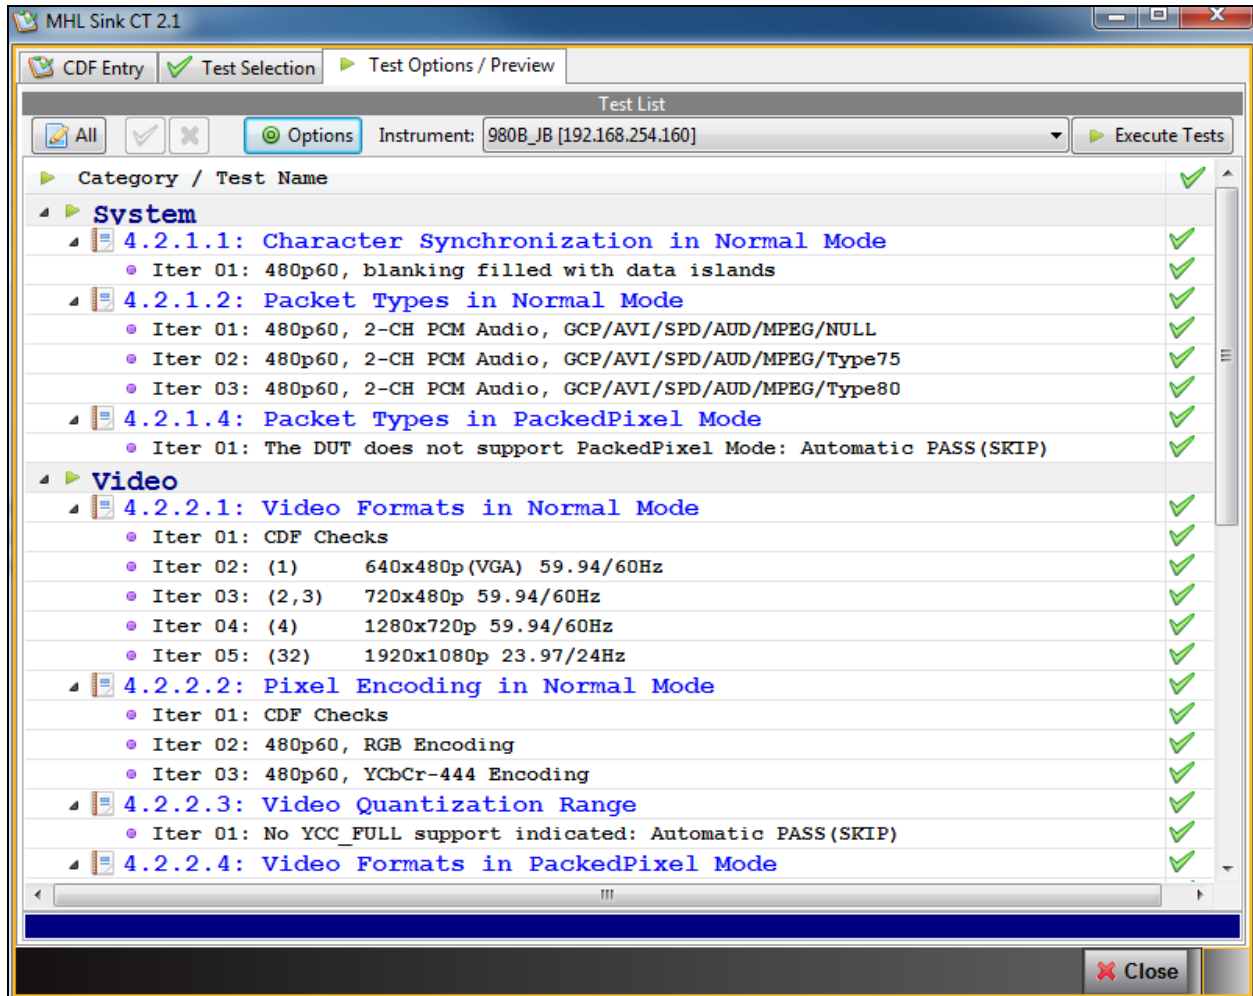 MHL Sink CT 2.1
CDF Entry Test Selection Test Options / Preview
Test List
All Options Instrument: 980B_JB [192.168.254.160] Execute Tests
Category / Test Name
System
4.2.1.1: Character Synchronization in Normal Mode
Iter 01: 480p60, blanking filled with data islands
4.2.1.2: Packet Types in Normal Mode
Iter 01: 480p60, 2-CH PCM Audio, GCP/AVI/SPD/AUD/MPEG/NULL
Iter 02: 480p60, 2-CH PCM Audio, GCP/AVI/SPD/AUD/MPEG/Type75
Iter 03: 480p60, 2-CH PCM Audio, GCP/AVI/SPD/AUD/MPEG/Type80
4.2.1.4: Packet Types in PackedPixel Mode
Iter 01: The DUT does not support PackedPixel Mode: Automatic PASS(SKIP)
Video
4.2.2.1: Video Formats in Normal Mode
Iter 01: CDF Checks
Iter 02: (1) 640x480p(VGA) 59.94/60Hz
Iter 03: (2,3) 720x480p 59.94/60Hz
Iter 04: (4) 1280x720p 59.94/60Hz
Iter 05: (32) 1920x1080p 23.97/24Hz
4.2.2.2: Pixel Encoding in Normal Mode
Iter 01: CDF Checks
Iter 02: 480p60, RGB Encoding
Iter 03: 480p60, YCbCr-444 Encoding
4.2.2.3: Video Quantization Range
Iter 01: No YCC_FULL support indicated: Automatic PASS(SKIP)
4.2.2.4: Video Formats in PackedPixel Mode
Close